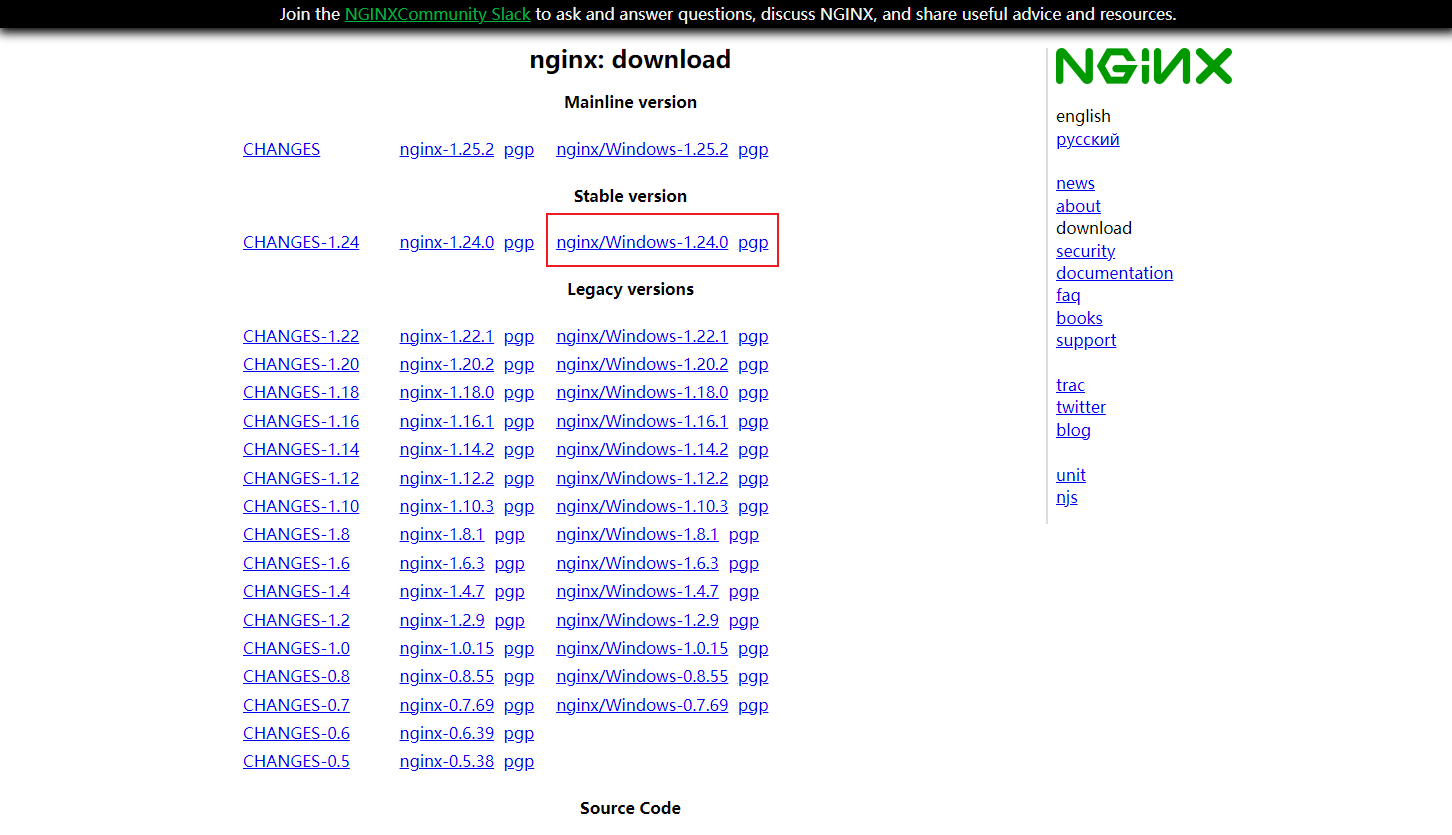 Join the NGINXCommunity Slack to ask and answer questions, discuss NGINX, and share useful advice and resources.
nginx: download
Mainline version
CHANGES nginx-1.25.2 pgp nginx/Windows-1.25.2 pgp
Stable version
CHANGES-1.24 nginx-1.24.0 pgp nginx/Windows-1.24.0 pgp
Legacy versions
CHANGES-1.22 nginx-1.22.1 pgp nginx/Windows-1.22.1 pgp
CHANGES-1.20 nginx-1.20.2 pgp nginx/Windows-1.20.2 pgp
CHANGES-1.18 nginx-1.18.0 pgp nginx/Windows-1.18.0 pgp
CHANGES-1.16 nginx-1.16.1 pgp nginx/Windows-1.16.1 pgp
CHANGES-1.14 nginx-1.14.2 pgp nginx/Windows-1.14.2 pgp
CHANGES-1.12 nginx-1.12.2 pgp nginx/Windows-1.12.2 pgp
CHANGES-1.10 nginx-1.10.3 pgp nginx/Windows-1.10.3 pgp
CHANGES-1.8 nginx-1.8.1 pgp nginx/Windows-1.8.1 pgp
CHANGES-1.6 nginx-1.6.3 pgp nginx/Windows-1.6.3 pgp
CHANGES-1.4 nginx-1.4.7 pgp nginx/Windows-1.4.7 pgp
CHANGES-1.2 nginx-1.2.9 pgp nginx/Windows-1.2.9 pgp
CHANGES-1.0 nginx-1.0.15 pgp nginx/Windows-1.0.15 pgp
CHANGES-0.8 nginx-0.8.55 pgp nginx/Windows-0.8.55 pgp
CHANGES-0.7 nginx-0.7.69 pgp nginx/Windows-0.7.69 pgp
CHANGES-0.6 nginx-0.6.39 pgp
CHANGES-0.5 nginx-0.5.38 pgp
Source Code
NGINX
english
русский
news
about
download
security
documentation
faq
books
support
trac
twitter
blog
unit
njs